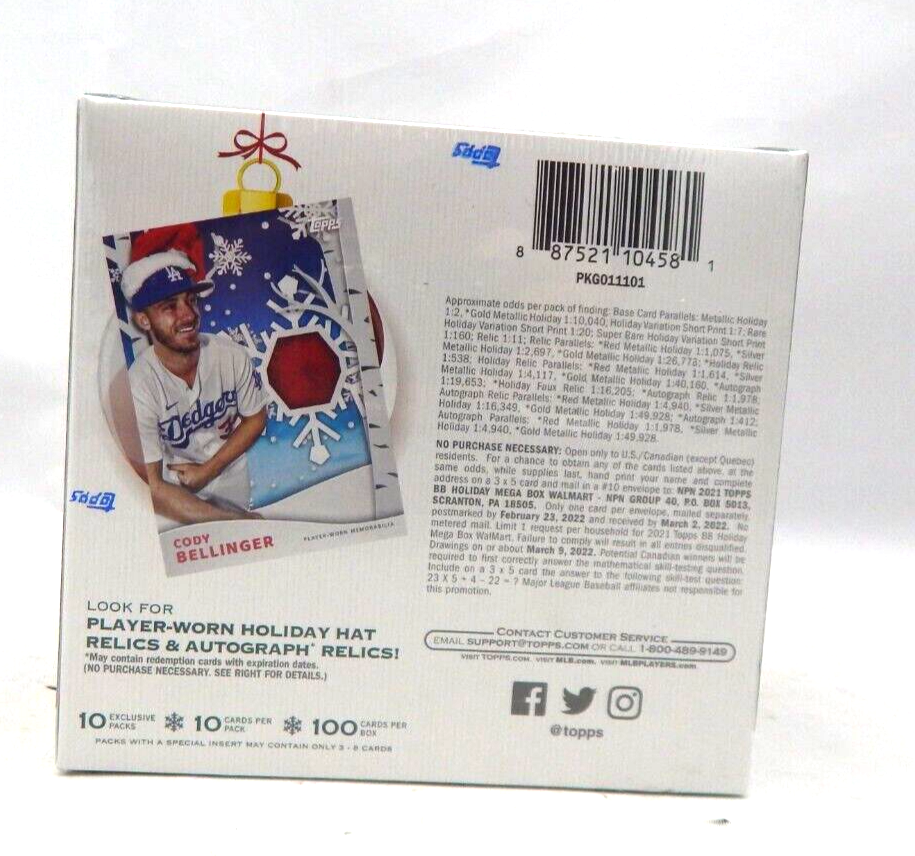 topps
LA
Dodgers
CODY
BELLINGER
PLAYER-WORN MEMORABILIA
LOOK FOR
PLAYER-WORN HOLIDAY HAT
RELICS & AUTOGRAPH* RELICS!
*May contain redemption cards with expiration dates.
(NO PURCHASE NECESSARY. SEE RIGHT FOR DETAILS.)
10 EXCLUSIVE PACKS 10 CARDS PER PACK 100 CARDS PER BOX
PACKS WITH A SPECIAL INSERT MAY CONTAIN ONLY 3 - 8 CARDS
8 87521 10458 1
PKG011101
Approximate odds per pack of finding: Base Card Parallels: Metallic Holiday
1:2, *Gold Metallic Holiday 1:10,040; Holiday Variation Short Print 1:7; Rare
Holiday Variation Short Print 1:20; Super Rare Holiday Variation Short Print
1:160; Relic 1:11; Relic Parallels: *Red Metallic Holiday 1:1,075, *Silver
Metallic Holiday 1:2,697, *Gold Metallic Holiday 1:26,773; *Holiday Relic
1:538; Holiday Relic Parallels: *Red Metallic Holiday 1:1,614, *Silver
Metallic Holiday 1:4,117, *Gold Metallic Holiday 1:40,160, *Autograph
1:19,653; *Holiday Faux Relic 1:16,205; *Autograph Relic 1:1,978;
Autograph Relic Parallels: *Red Metallic Holiday 1:4,940, *Silver Metallic
Holiday 1:16,349, *Gold Metallic Holiday 1:49,928; *Autograph 1:412;
Autograph Parallels: *Red Metallic Holiday 1:1,978, *Silver Metallic
Holiday 1:4,940, *Gold Metallic Holiday 1:49,928.
NO PURCHASE NECESSARY: Open only to U.S./Canadian (except Quebec)
residents. For a chance to obtain any of the cards listed above, at the
same odds, while supplies last, hand print your name and complete
address on a 3 x 5 card and mail in a #10 envelope to: NPN 2021 TOPPS
BB HOLIDAY MEGA BOX WALMART - NPN GROUP 40, P.O. BOX 5013,
SCRANTON, PA 18505. Only one card per envelope, mailed separately,
postmarked by February 23, 2022 and received by March 2, 2022. No
metered mail. Limit 1 request per household for 2021 Topps BB Holiday
Mega Box WalMart. Failure to comply will result in all entries disqualified.
Drawings on or about March 9, 2022. Potential Canadian winners will be
required to first correctly answer the mathematical skill-testing question.
Include on a 3 x 5 card the answer to the following skill-test question:
23 X 5 + 4 - 22 = ? Major League Baseball affiliates not responsible for
this promotion.
CONTACT CUSTOMER SERVICE
EMAIL SUPPORT@TOPPS.COM OR CALL 1-800-489-9149
VISIT TOPPS.COM. VISIT MLB.com. VISIT MLBPLAYERS.com.
@topps